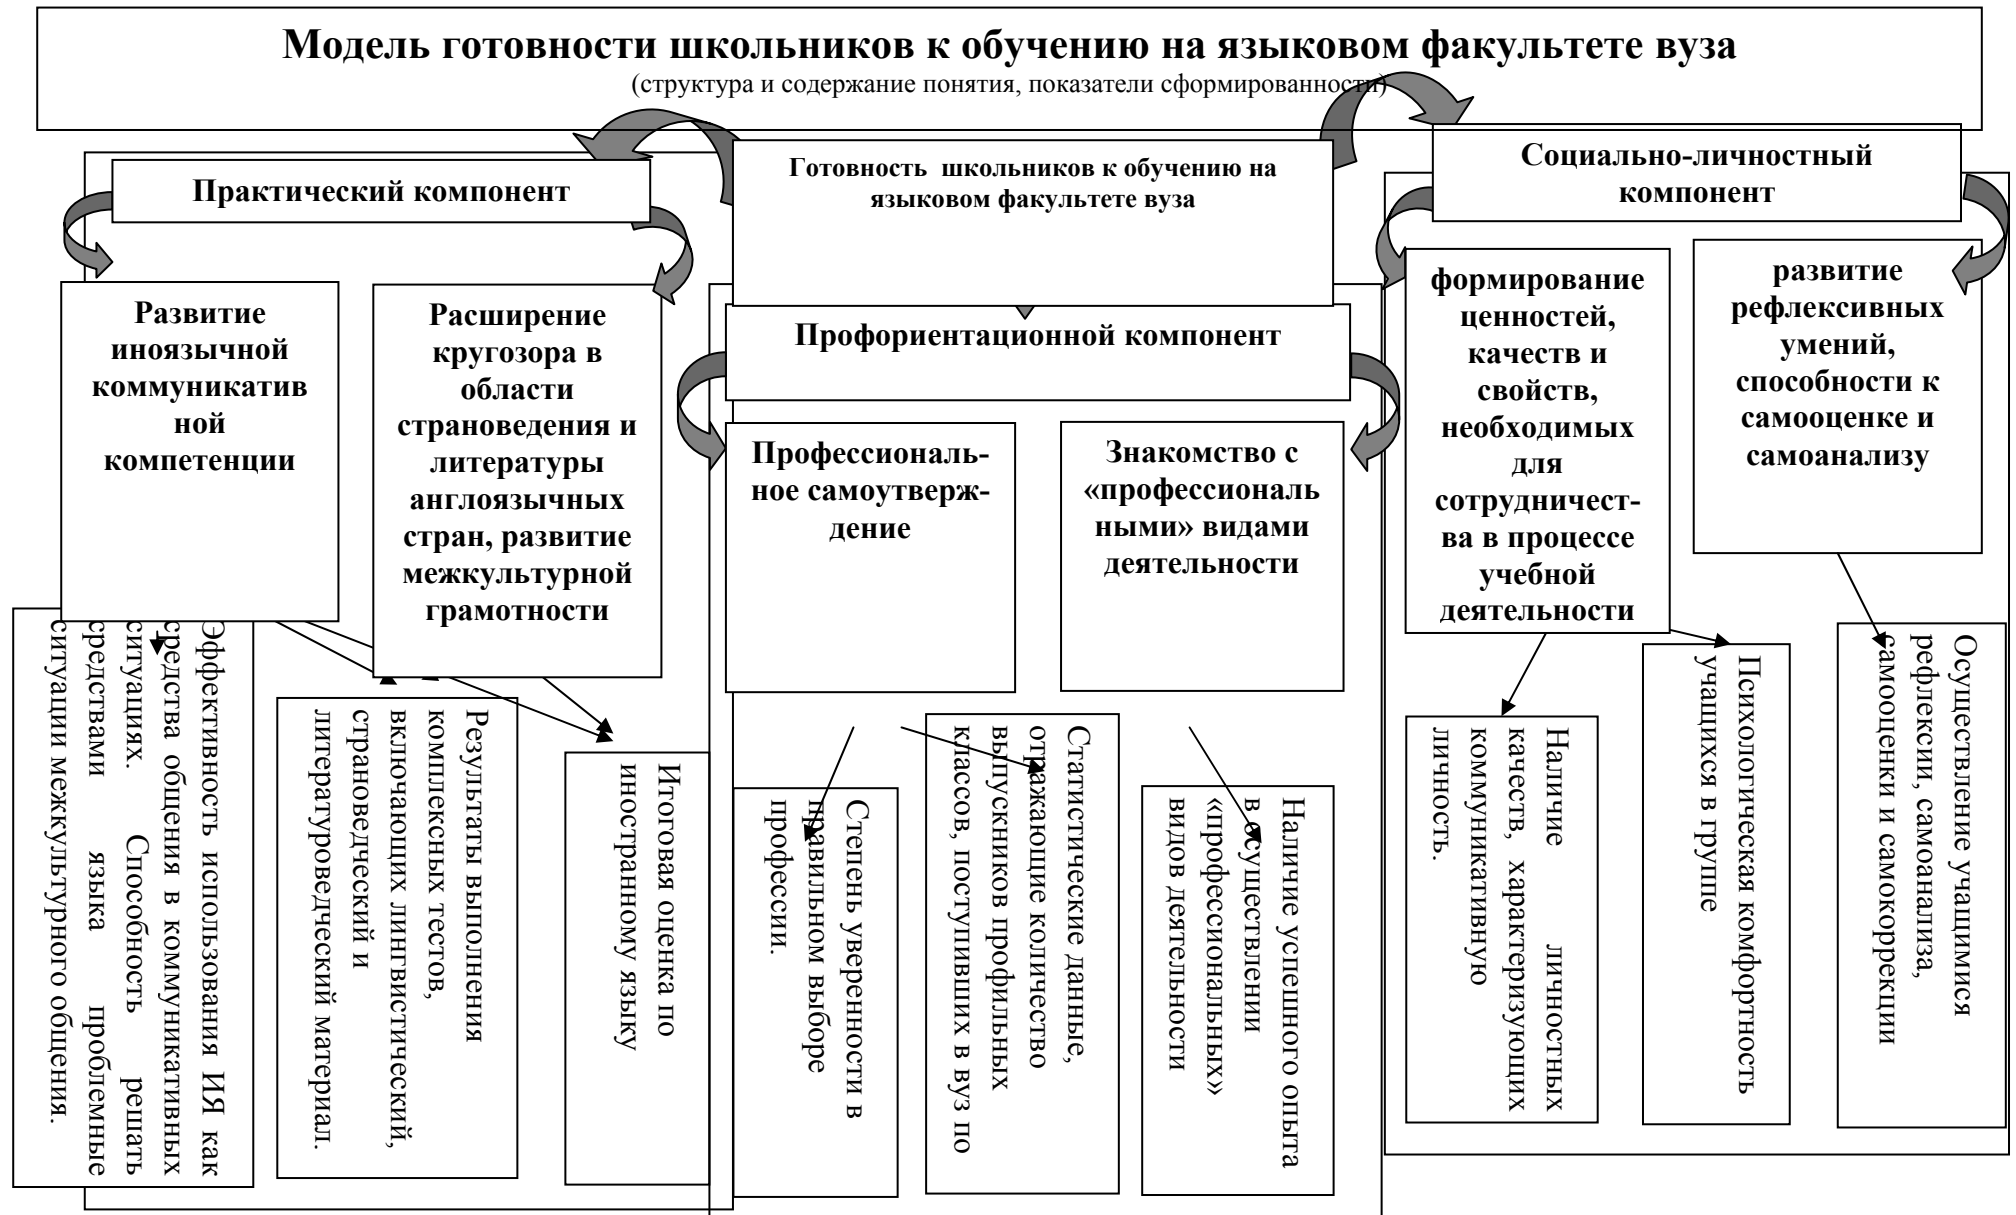 Модель готовности школьников к обучению на языковом факультете вуза
(структура и содержание понятия, показатели сформированности)
Практический компонент
Готовность школьников к обучению на
языковом факультете вуза
Социально-личностный
компонент
Развитие
иноязычной
коммуникатив
ной
компетенции
Расширение
кругозора в
области
страноведения и
литературы
англоязычных
стран, развитие
межкультурной
грамотности
Профориентационной компонент
Профессиональ-
ное самоутверж-
дение
Знакомство с
«профессиональ
ными» видами
деятельности
формирование
ценностей,
качеств и
свойств,
необходимых
для
сотрудничест-
ва в процессе
учебной
деятельности
развитие
рефлексивных
умений,
способности к
самооценке и
самоанализу
Эффективность использования ИЯ как
средства общения в коммуникативных
ситуациях. Способность решать
средствами языка проблемные
ситуации межкультурного общения.
Результаты выполнения
комплексных тестов,
включающих лингвистический,
страноведческий и
литературоведческий материал.
Итоговая оценка по
иностранному языку
Степень уверенности в
правильном выборе
профессии.
Статистические данные,
отражающие количество
выпускников профильных
классов, поступивших в вуз по
Наличие успешного опыта
в осуществлении
«профессиональных»
видов деятельности
Наличие личностных
качеств, характеризующих
коммуникативную
личность.
Психологическая комфортность
учащихся в группе
Осуществление учащимися
рефлексии, самоанализа,
самооценки и самокоррекции